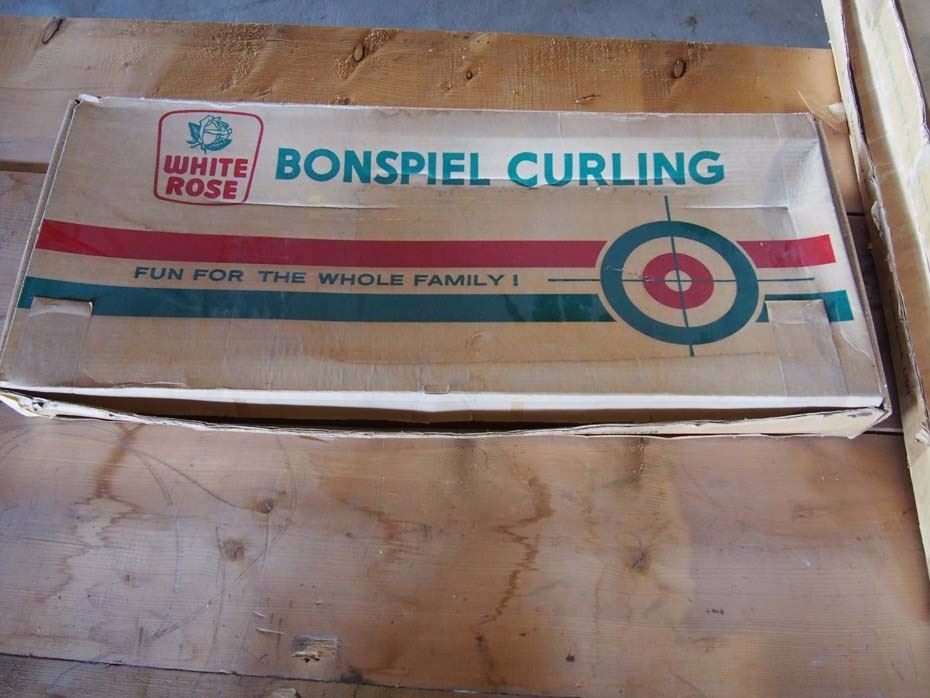 WHITE
ROSE
BONSPIEL CURLING
FUN FOR THE WHOLE FAMILY!